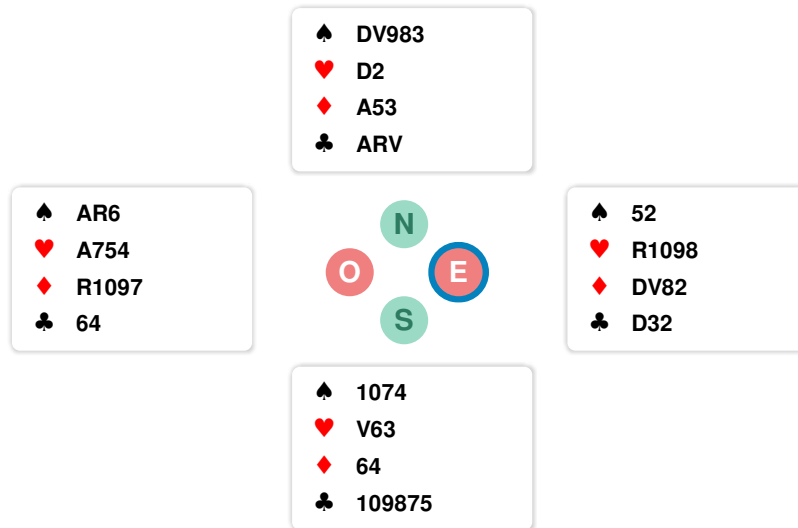 ♠ DV983
♥ D2
♦ A53
♣ ARV
♠ AR6
♥ A754
♦ R1097
♣ 64
N
O
E
S
♠ 52
♥ R1098
♦ DV82
♣ D32
♠ 1074
♥ V63
♦ 64
♣ 109875